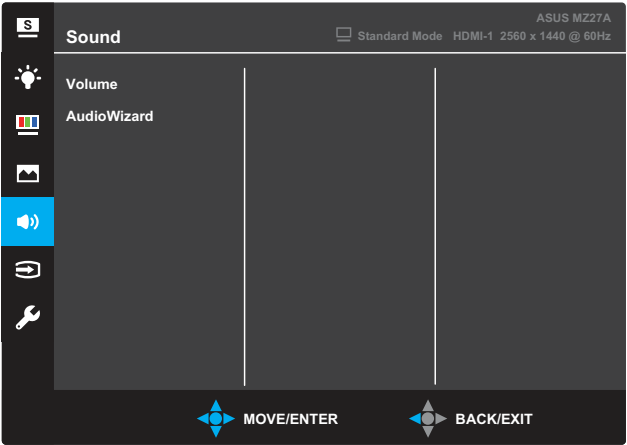 S
ASUS MZ27A
Sound
Standard Mode HDMI-1 2560 x 1440 @ 60Hz
Volume
AudioWizard
MOVE/ENTER BACK/EXIT